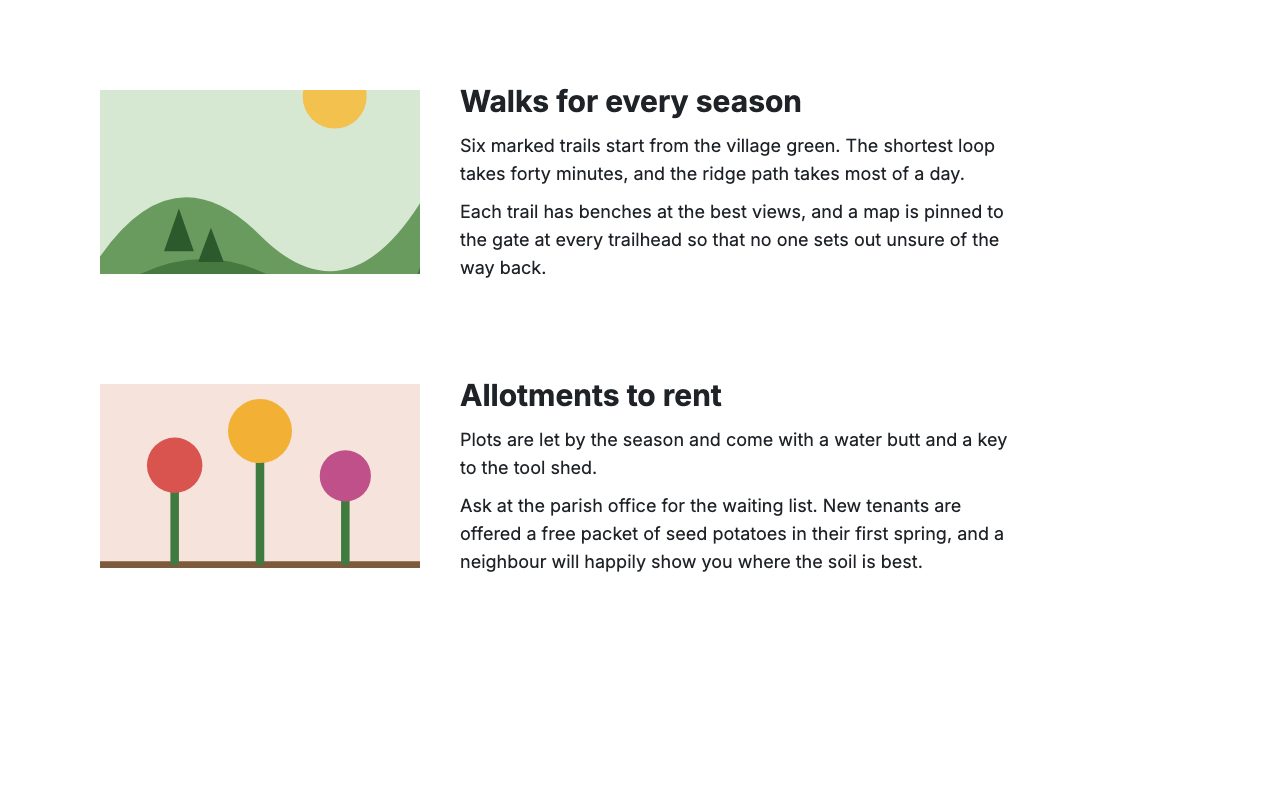 Walks for every season
Six marked trails start from the village green. The shortest loop
takes forty minutes, and the ridge path takes most of a day.
Each trail has benches at the best views, and a map is pinned to
the gate at every trailhead so that no one sets out unsure of the
way back.
Allotments to rent
Plots are let by the season and come with a water butt and a key
to the tool shed.
Ask at the parish office for the waiting list. New tenants are
offered a free packet of seed potatoes in their first spring, and a
neighbour will happily show you where the soil is best.